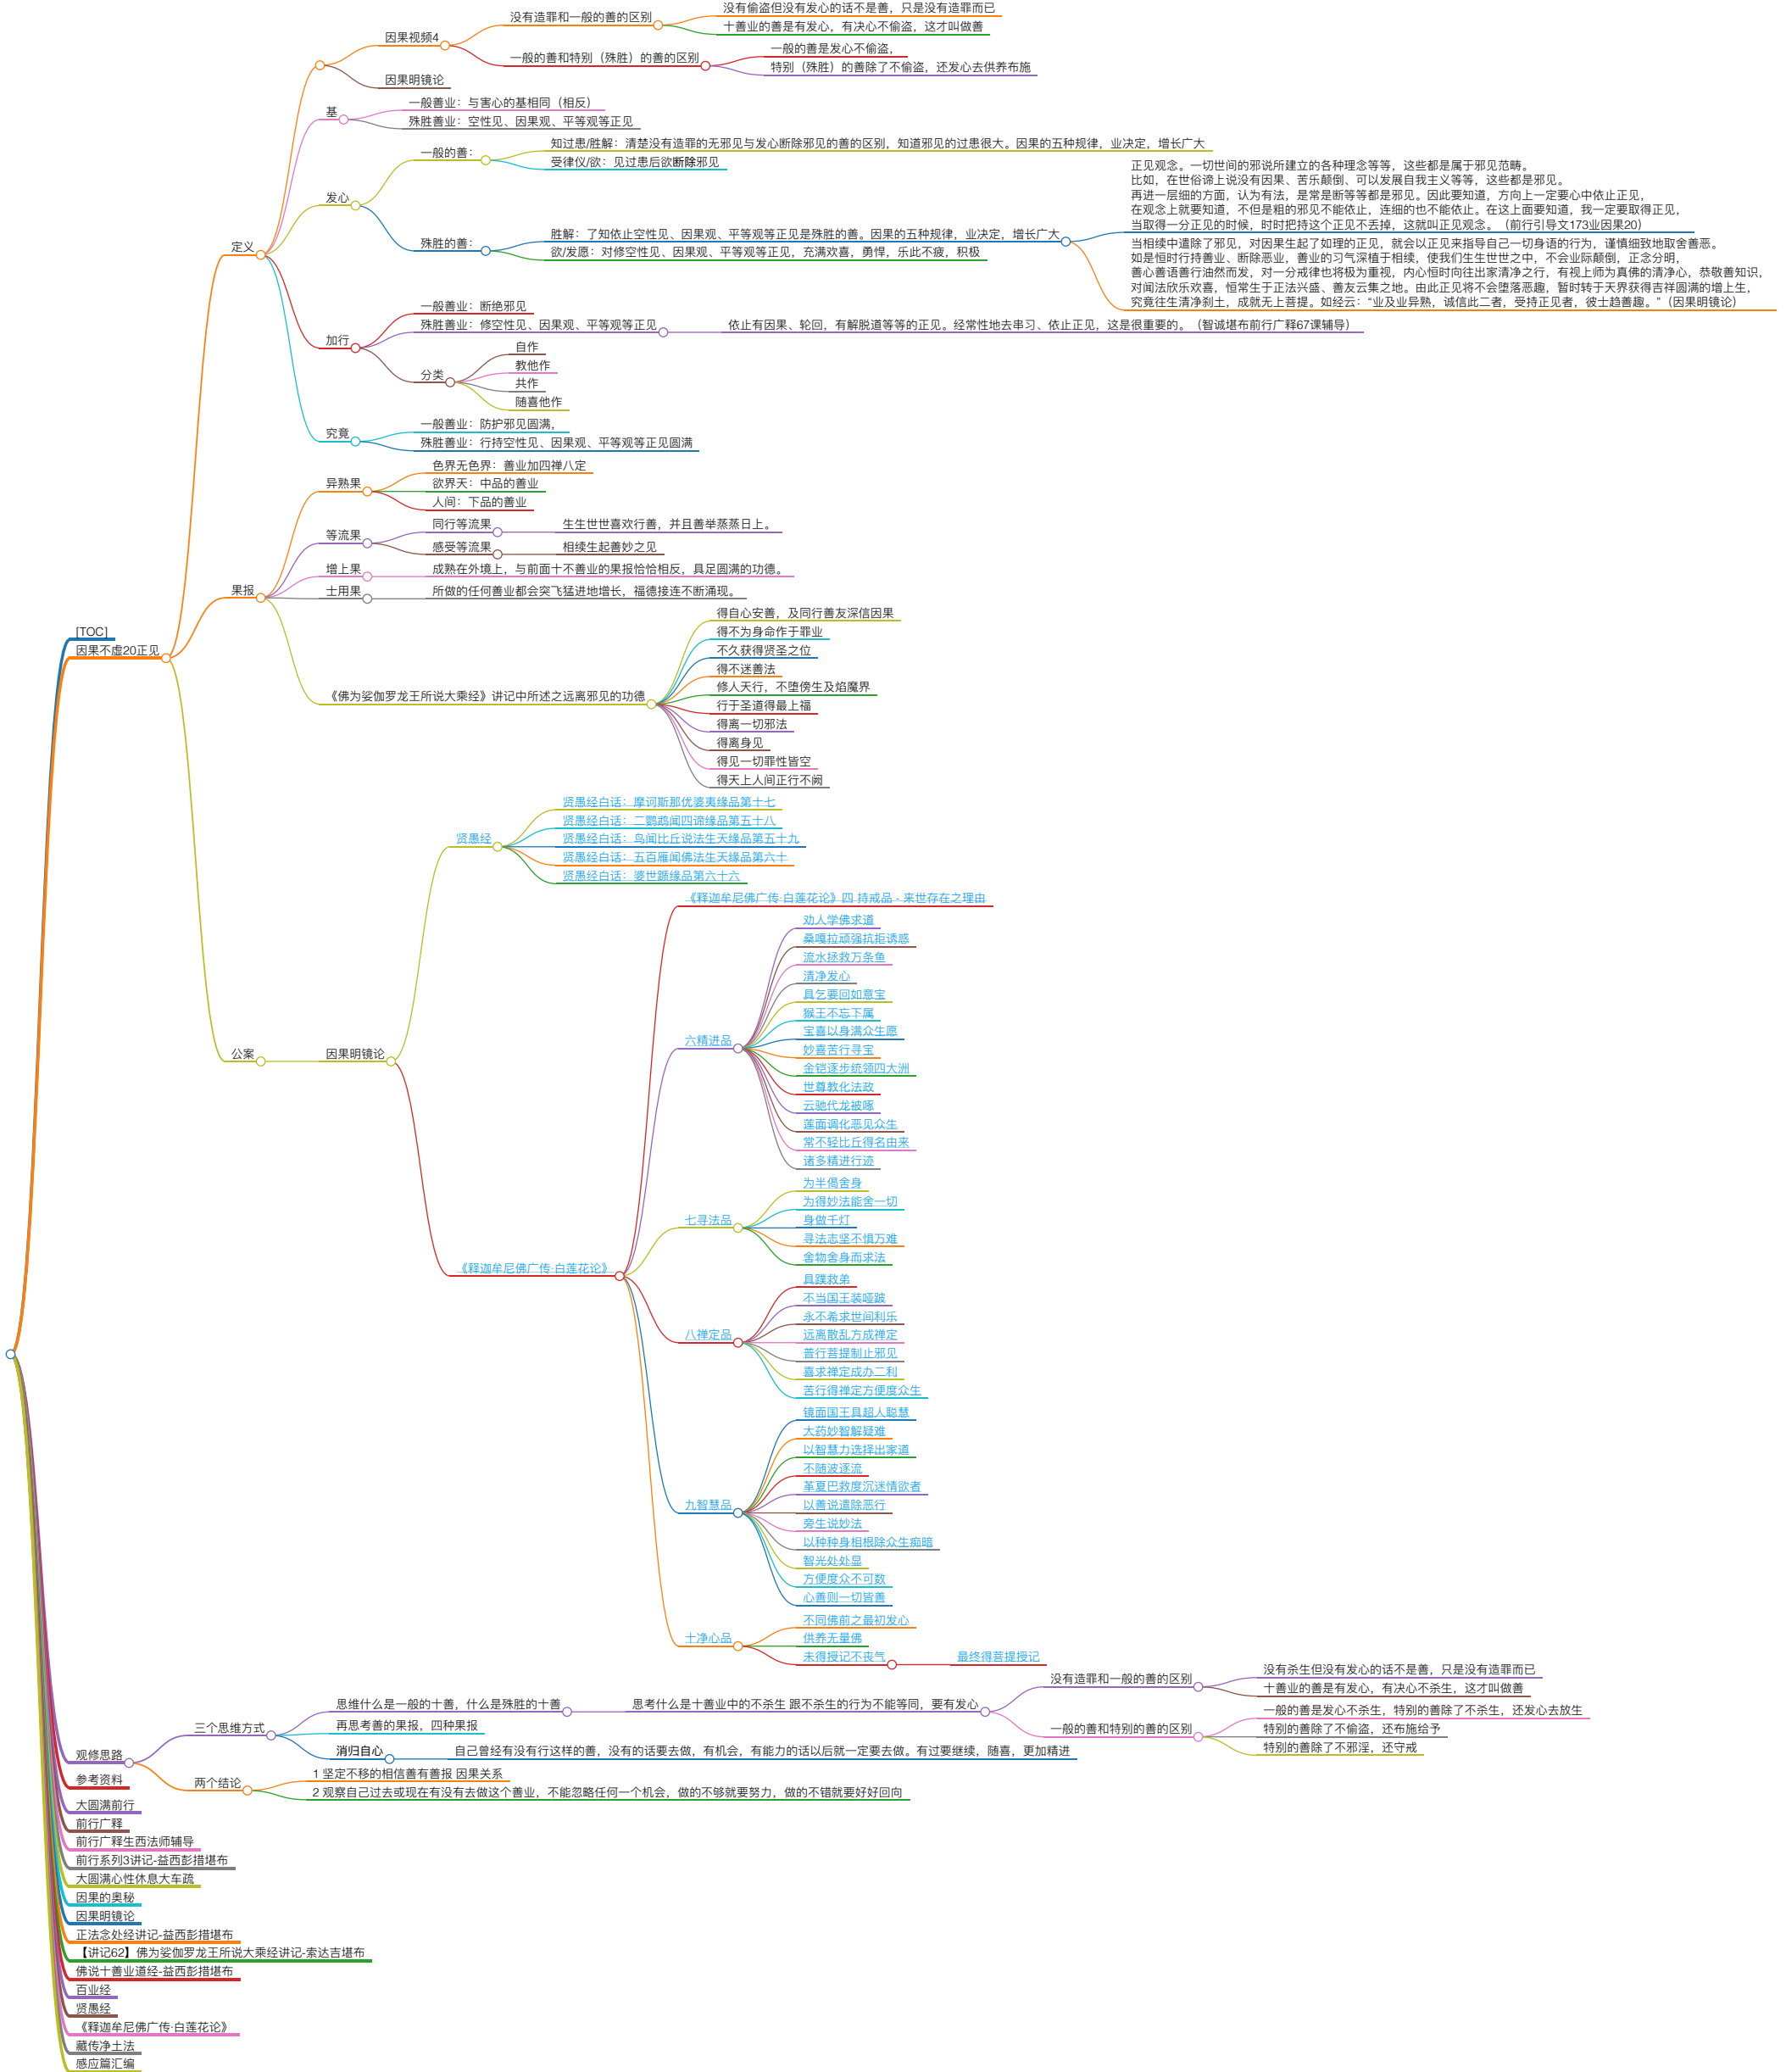 [TOC]
因果不虚20正见
定义
因果视频4
没有造罪和一般的善的区别
没有偷盗但没有发心的话不是善，只是没有造罪而已
十善业的善是有发心，有决心不偷盗，这才叫做善
一般的善和特别（殊胜）的善的区别
一般的善是发心不偷盗，
特别（殊胜）的善除了不偷盗，还发心去供养布施
因果明镜论
基
一般善业：与害心的基相同（相反）
殊胜善业：空性见、因果观、平等观等正见
发心
一般的善：
知过患/胜解：清楚没有造罪的无邪见与发心断除邪见的善的区别，知道邪见的过患很大。因果的五种规律，业决定，增长广大
受律仪/欲：见过患后欲断除邪见
殊胜的善：
胜解：了知依止空性见、因果观、平等观等正见是殊胜的善。因果的五种规律，业决定，增长广大
正见观念。一切世间的邪说所建立的各种理念等等，这些都是属于邪见范畴。
比如，在世俗谛上说没有因果、苦乐颠倒、可以发展自我主义等等，这些都是邪见。
再进一层细的方面，认为有法，是常是断等等都是邪见。因此要知道，方向上一定要心中依止正见，
在观念上就要知道，不但是粗的邪见不能依止，连细的也不能依止。在这上面要知道，我一定要取得正见，
当取得一分正见的时候，时时把持这个正见不丢掉，这就叫正见观念。（前行引导文173业因果20）
当相续中遣除了邪见，对因果生起了如理的正见，就会以正见来指导自己一切身语的行为，谨慎细致地取舍善恶。
如是恒时行持善业、断除恶业，善业的习气深植于相续，使我们生生世世之中，不会业际颠倒，正念分明，
善心善语善行油然而发，对一分戒律也将极为重视，内心恒时向往出家清净之行，有视上师为真佛的清净心，恭敬善知识，
对闻法欣乐欢喜，恒常生于正法兴盛、善友云集之地。由此正见将不会堕落恶趣，暂时转于天界获得吉祥圆满的增上生，
究竟往生清净刹土，成就无上菩提。如经云：“业及业异熟，诚信此二者，受持正见者，彼士趋善趣。”（因果明镜论）
欲/发愿：对修空性见、因果观、平等观等正见，充满欢喜，勇悍，乐此不疲，积极
加行
一般善业：断绝邪见
殊胜善业：修空性见、因果观、平等观等正见
依止有因果、轮回，有解脱道等等的正见。经常性地去串习、依止正见，这是很重要的。（智诚堪布前行广释67课辅导）
分类
自作
教他作
共作
随喜他作
究竟
一般善业：防护邪见圆满，
殊胜善业：行持空性见、因果观、平等观等正见圆满
果报
异熟果
色界无色界：善业加四禅八定
欲界天：中品的善业
人间：下品的善业
等流果
同行等流果
生生世世喜欢行善，并且善举蒸蒸日上。
感受等流果
相续生起善妙之见
增上果
成熟在外境上，与前面十不善业的果报恰恰相反，具足圆满的功德。
士用果
所做的任何善业都会突飞猛进地增长，福德接连不断涌现。
《佛为娑伽罗龙王所说大乘经》讲记中所述之远离邪见的功德
得自心安善，及同行善友深信因果
得不为身命作于罪业
不久获得贤圣之位
得不迷善法
修人天行，不堕傍生及焰魔界
行于圣道得最上福
得离一切邪法
得离身见
得见一切罪性皆空
得天上人间正行不阙
公案
因果明镜论
贤愚经
贤愚经白话：摩诃斯那优婆夷缘品第十七
贤愚经白话：二鹦鹉闻四谛缘品第五十八
贤愚经白话：鸟闻比丘说法生天缘品第五十九
贤愚经白话：五百雁闻佛法生天缘品第六十
贤愚经白话：婆世踬缘品第六十六
《释迦牟尼佛广传·白莲花论》
《释迦牟尼佛广传·白莲花论》四 持戒品 - 来世存在之理由
六精进品
劝人学佛求道
桑嘎拉顽强抗拒诱惑
流水拯救万条鱼
清净发心
具乞要回如意宝
猴王不忘下属
宝喜以身满众生愿
妙喜苦行寻宝
金铠逐步统领四大洲
世尊教化法政
云驰代龙被啄
莲面调化恶见众生
常不轻比丘得名由来
诸多精进行迹
七寻法品
为半偈舍身
为得妙法能舍一切
身做千灯
寻法志坚不惧万难
舍物舍身而求法
八禅定品
具蹼救弟
不当国王装哑跛
永不希求世间利乐
远离散乱方成禅定
普行菩提制止邪见
喜求禅定成办二利
苦行得禅定方便度众生
九智慧品
镜面国王具超人聪慧
大药妙智解疑难
以智慧力选择出家道
不随波逐流
革夏巴救度沉迷情欲者
以善说遣除恶行
旁生说妙法
以种种身相根除众生痴暗
智光处处显
方便度众不可数
心善则一切皆善
十净心品
不同佛前之最初发心
供养无量佛
未得授记不丧气
最终得菩提授记
观修思路
三个思维方式
思维什么是一般的十善，什么是殊胜的十善
思考什么是十善业中的不杀生 跟不杀生的行为不能等同，要有发心
没有造罪和一般的善的区别
没有杀生但没有发心的话不是善，只是没有造罪而已
十善业的善是有发心，有决心不杀生，这才叫做善
一般的善和特别的善的区别
一般的善是发心不杀生，特别的善除了不杀生，还发心去放生
特别的善除了不偷盗，还布施给予
特别的善除了不邪淫，还守戒
再思考善的果报，四种果报
消归自心
自己曾经有没有行这样的善，没有的话要去做，有机会，有能力的话以后就一定要去做。有过要继续，随喜，更加精进
两个结论
1 坚定不移的相信善有善报 因果关系
2 观察自己过去或现在有没有去做这个善业，不能忽略任何一个机会，做的不够就要努力，做的不错就要好好回向
参考资料
大圆满前行
前行广释
前行广释生西法师辅导
前行系列3讲记-益西彭措堪布
大圆满心性休息大车疏
因果的奥秘
因果明镜论
正法念处经讲记-益西彭措堪布
【讲记62】佛为娑伽罗龙王所说大乘经讲记-索达吉堪布
佛说十善业道经-益西彭措堪布
百业经
贤愚经
《释迦牟尼佛广传·白莲花论》
藏传净土法
感应篇汇编